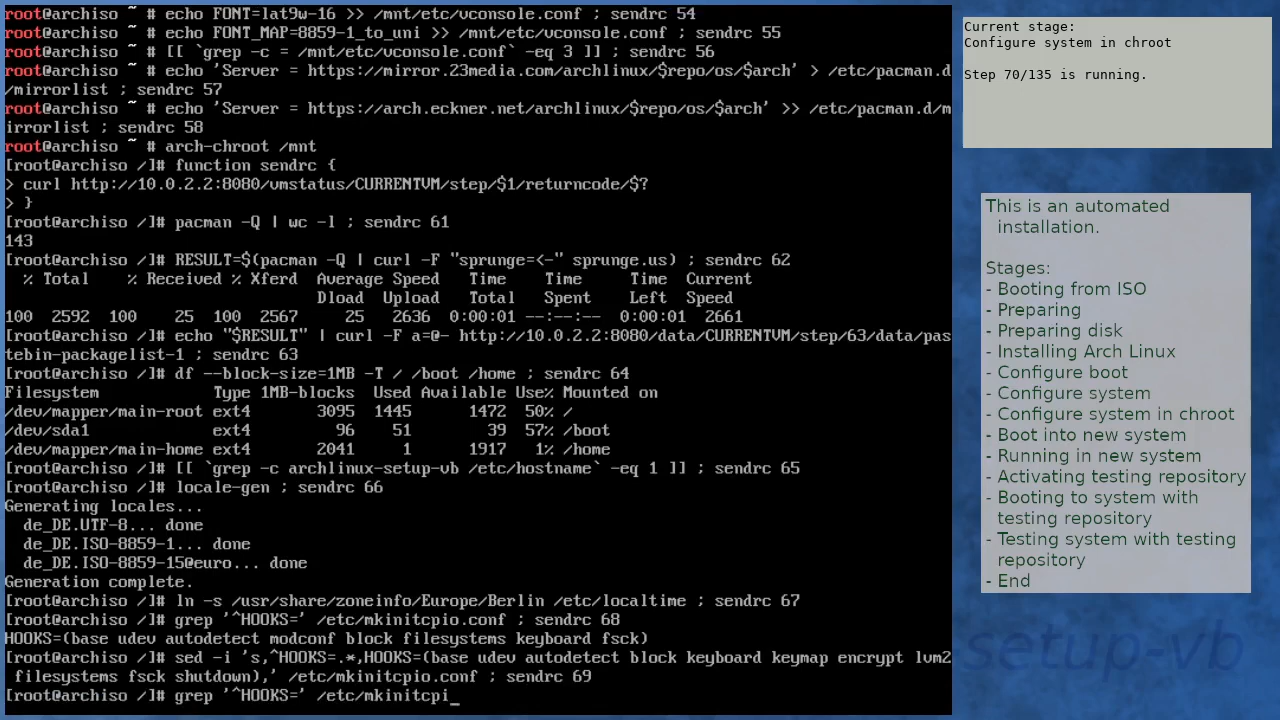 root@archiso ~ # echo FONT=lat9w-16 >> /mnt/etc/vconsole.conf ; sendrc 54
root@archiso ~ # echo FONT_MAP=8859-1_to_uni >> /mnt/etc/vconsole.conf ; sendrc 55
root@archiso ~ # [[ `grep -c = /mnt/etc/vconsole.conf` -eq 3 ]] ; sendrc 56
root@archiso ~ # echo 'Server = https://mirror.23media.com/archlinux/$repo/os/$arch' > /etc/pacman.d
/mirrorlist ; sendrc 57
root@archiso ~ # echo 'Server = https://arch.eckner.net/archlinux/$repo/os/$arch' >> /etc/pacman.d/m
irrorlist ; sendrc 58
root@archiso ~ # arch-chroot /mnt
[root@archiso /]# function sendrc {
> curl http://10.0.2.2:8080/vmstatus/CURRENTVM/step/$1/returncode/$?
> }
[root@archiso /]# pacman -Q | wc -l ; sendrc 61
143
[root@archiso /]# RESULT=$(pacman -Q | curl -F "sprunge=<-" sprunge.us) ; sendrc 62
  % Total    % Received % Xferd  Average Speed   Time    Time     Time  Current
                                 Dload  Upload   Total   Spent    Left  Speed
100  2592  100    25  100  2567     25   2636  0:00:01 --:--:--  0:00:01  2661
[root@archiso /]# echo "$RESULT" | curl -F a=@- http://10.0.2.2:8080/data/CURRENTVM/step/63/data/pas
tebin-packagelist-1 ; sendrc 63
[root@archiso /]# df --block-size=1MB -T / /boot /home ; sendrc 64
Filesystem            Type 1MB-blocks  Used Available Use% Mounted on
/dev/mapper/main-root ext4       3095  1445      1472  50% /
/dev/sda1             ext4         96    51        39  57% /boot
/dev/mapper/main-home ext4       2041     1      1917   1% /home
[root@archiso /]# [[ `grep -c archlinux-setup-vb /etc/hostname` -eq 1 ]] ; sendrc 65
[root@archiso /]# locale-gen ; sendrc 66
Generating locales...
  de_DE.UTF-8... done
  de_DE.ISO-8859-1... done
  de_DE.ISO-8859-15@euro... done
Generation complete.
[root@archiso /]# ln -s /usr/share/zoneinfo/Europe/Berlin /etc/localtime ; sendrc 67
[root@archiso /]# grep '^HOOKS=' /etc/mkinitcpio.conf ; sendrc 68
HOOKS=(base udev autodetect modconf block filesystems keyboard fsck)
[root@archiso /]# sed -i 's,^HOOKS=.*,HOOKS=(base udev autodetect block keyboard keymap encrypt lvm2
 filesystems fsck shutdown),' /etc/mkinitcpio.conf ; sendrc 69
[root@archiso /]# grep '^HOOKS=' /etc/mkinitcpi_
Current stage:
Configure system in chroot
Step 70/135 is running.
This is an automated
installation.
Stages:
- Booting from ISO
- Preparing
- Preparing disk
- Installing Arch Linux
- Configure boot
- Configure system
- Configure system in chroot
- Boot into new system
- Running in new system
- Activating testing repository
- Booting to system with
testing repository
- Testing system with testing
repository
- End
setup-vb